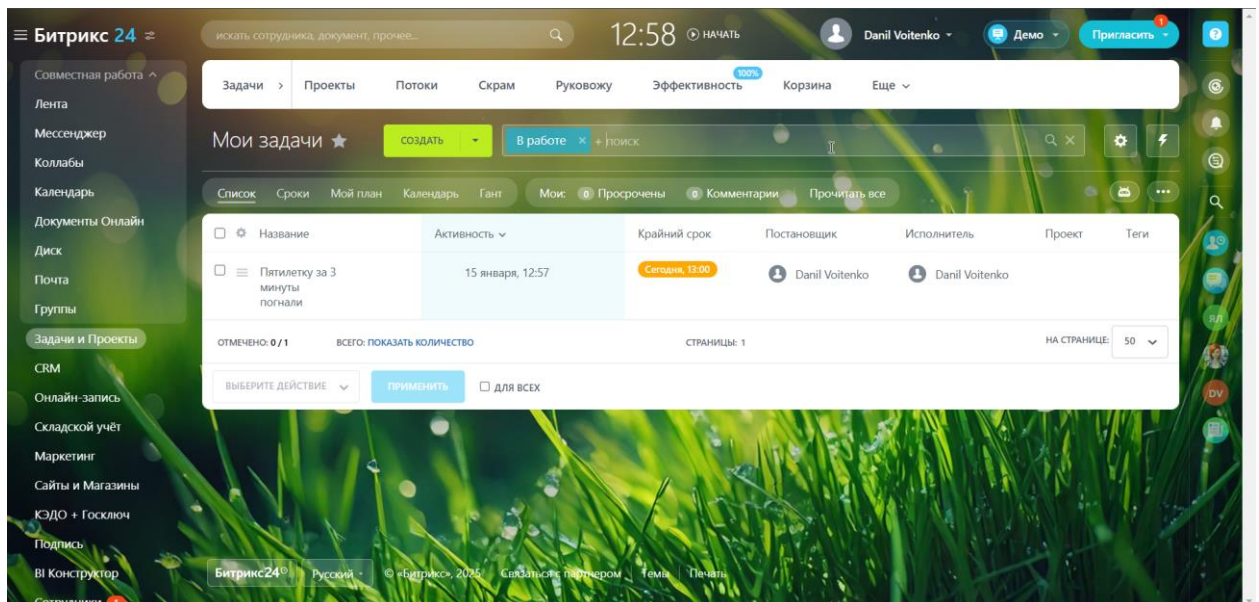 Битрикс 24
искать сотрудника, документ, прочее...
12:58
НАЧАТЬ
Danil Voitenko
Демо
Пригласить
1
?
Совместная работа
Лента
Мессенджер
Коллабы
Календарь
Документы Онлайн
Диск
Почта
Группы
Задачи и Проекты
CRM
Онлайн-запись
Складской учёт
Маркетинг
Сайты и Магазины
КЭДО + Госключ
Подпись
BI Конструктор
Сотрудники
Задачи
Проекты
Потоки
Скрам
Руковожу
Эффективность
100%
Корзина
Еще
Мои задачи
СОЗДАТЬ
В работе ×
+ поиск
Список
Сроки
Мой план
Календарь
Гант
Мои:
0 Просрочены
0 Комментарии
Прочитать все
Название
Активность
Крайний срок
Постановщик
Исполнитель
Проект
Теги
Пятилетку за 3
минуты
погнали
15 января, 12:57
Сегодня, 13:00
Danil Voitenko
Danil Voitenko
ОТМЕЧЕНО: 0 / 1
ВСЕГО: ПОКАЗАТЬ КОЛИЧЕСТВО
СТРАНИЦЫ: 1
НА СТРАНИЦЕ: 50
ВЫБЕРИТЕ ДЕЙСТВИЕ
ПРИМЕНИТЬ
ДЛЯ ВСЕХ
ЯЛ
DV
Битрикс24
Русский
© «Битрикс», 2025
Связаться с партнером
Темы
Печать